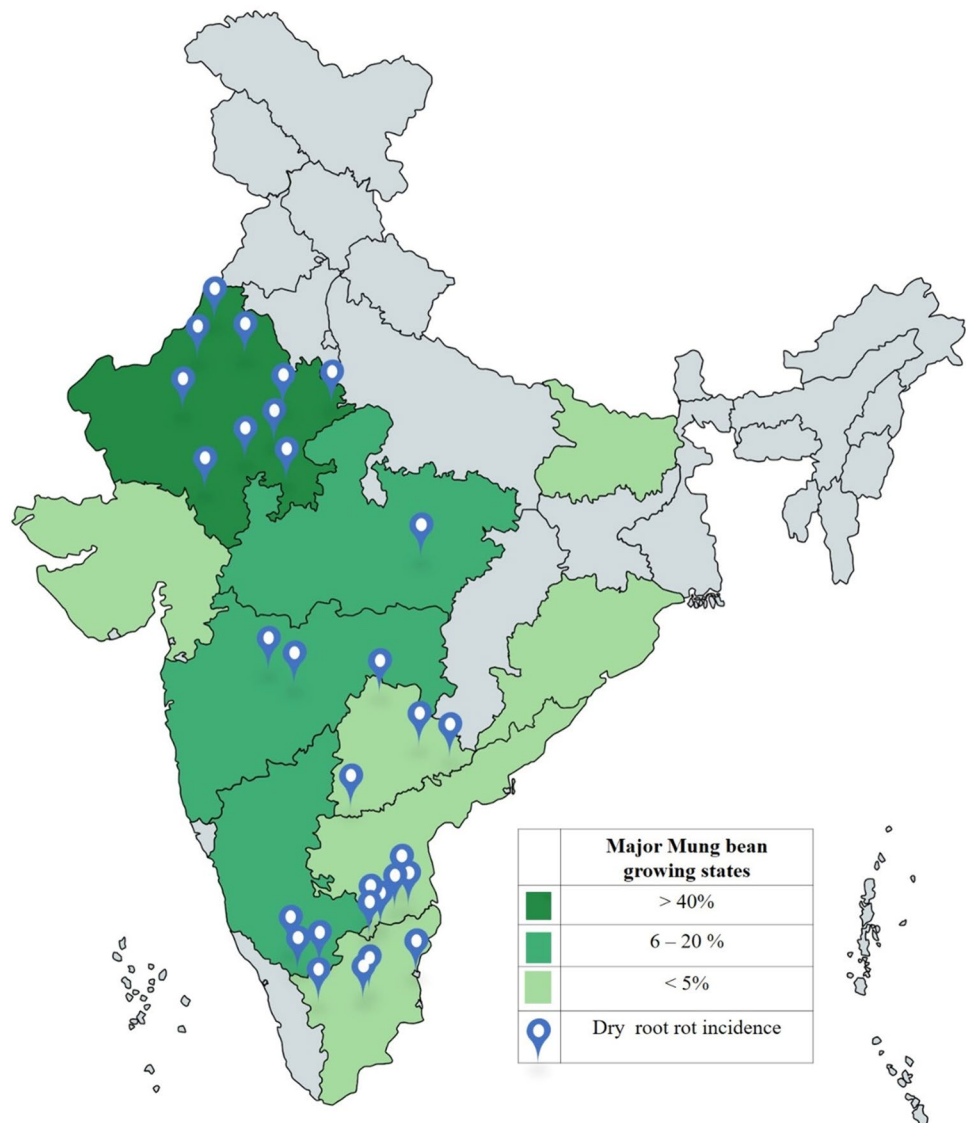 Major Mung bean
growing states
> 40%
6 – 20 %
< 5%
Dry root rot incidence